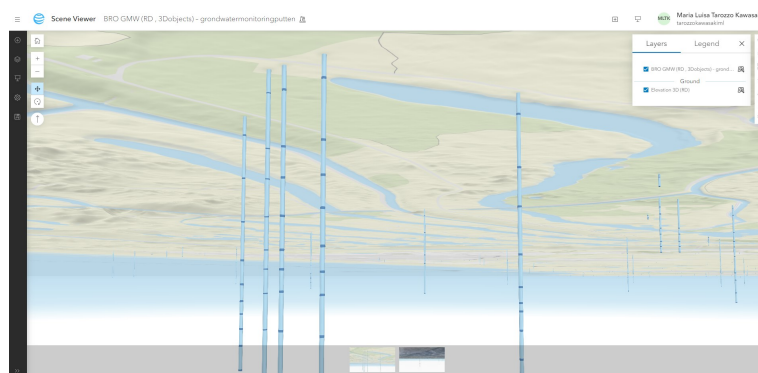 Scene Viewer BRO GMW (RD , 3Dobjects) - grondwatermonitoringputten
MLTK
Maria Luisa Tarozzo Kawasa
tarozzokawasakinl
Layers Legend
BRO GMW (RD , 3Dobjects) - grond...
Ground
Elevation 3D (RD)